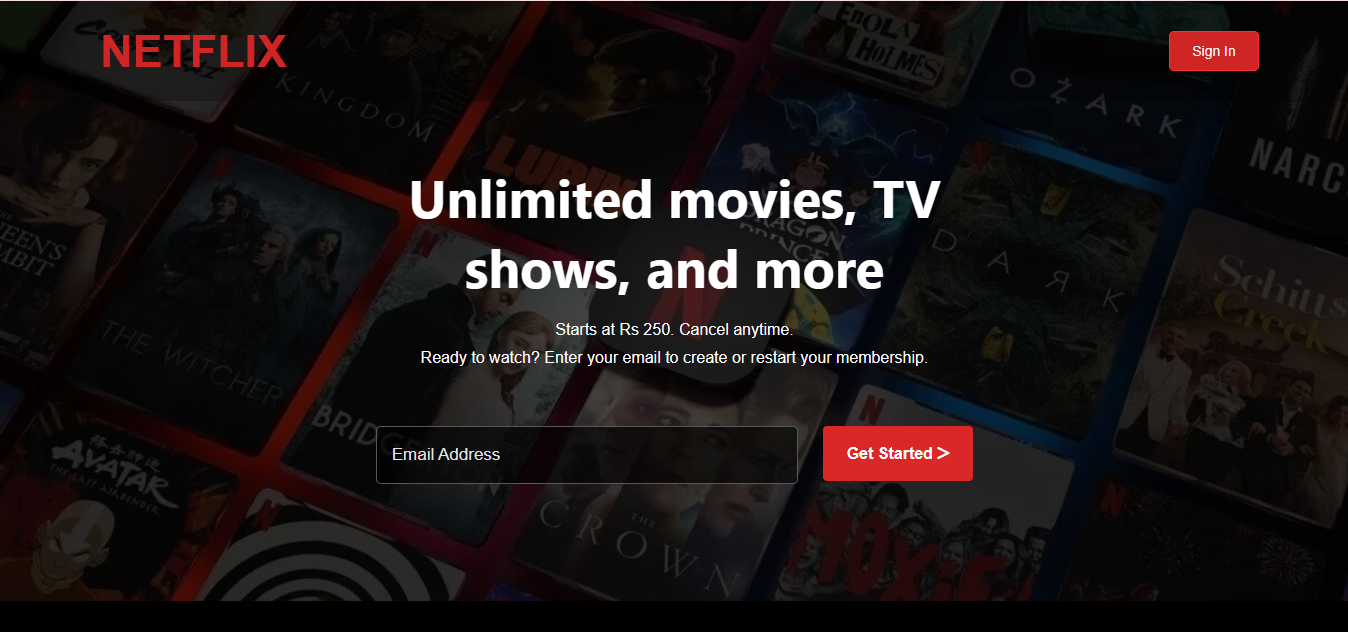 NETFLIX
Sign In
ENOLA
HOLMES
KINGDOM
OZARK
LUPIN
NARC
Unlimited movies, TV
shows, and more
DRAGON
PRINCE
DARK
QUEEN'S
Schitt's
Creek
THE WITCHER
Starts at Rs 250. Cancel anytime.
Ready to watch? Enter your email to create or restart your membership.
BRID
Email Address
Get Started >
AVATAR
THE LAST AIRBENDER
THE
CROWN
MOXIE!